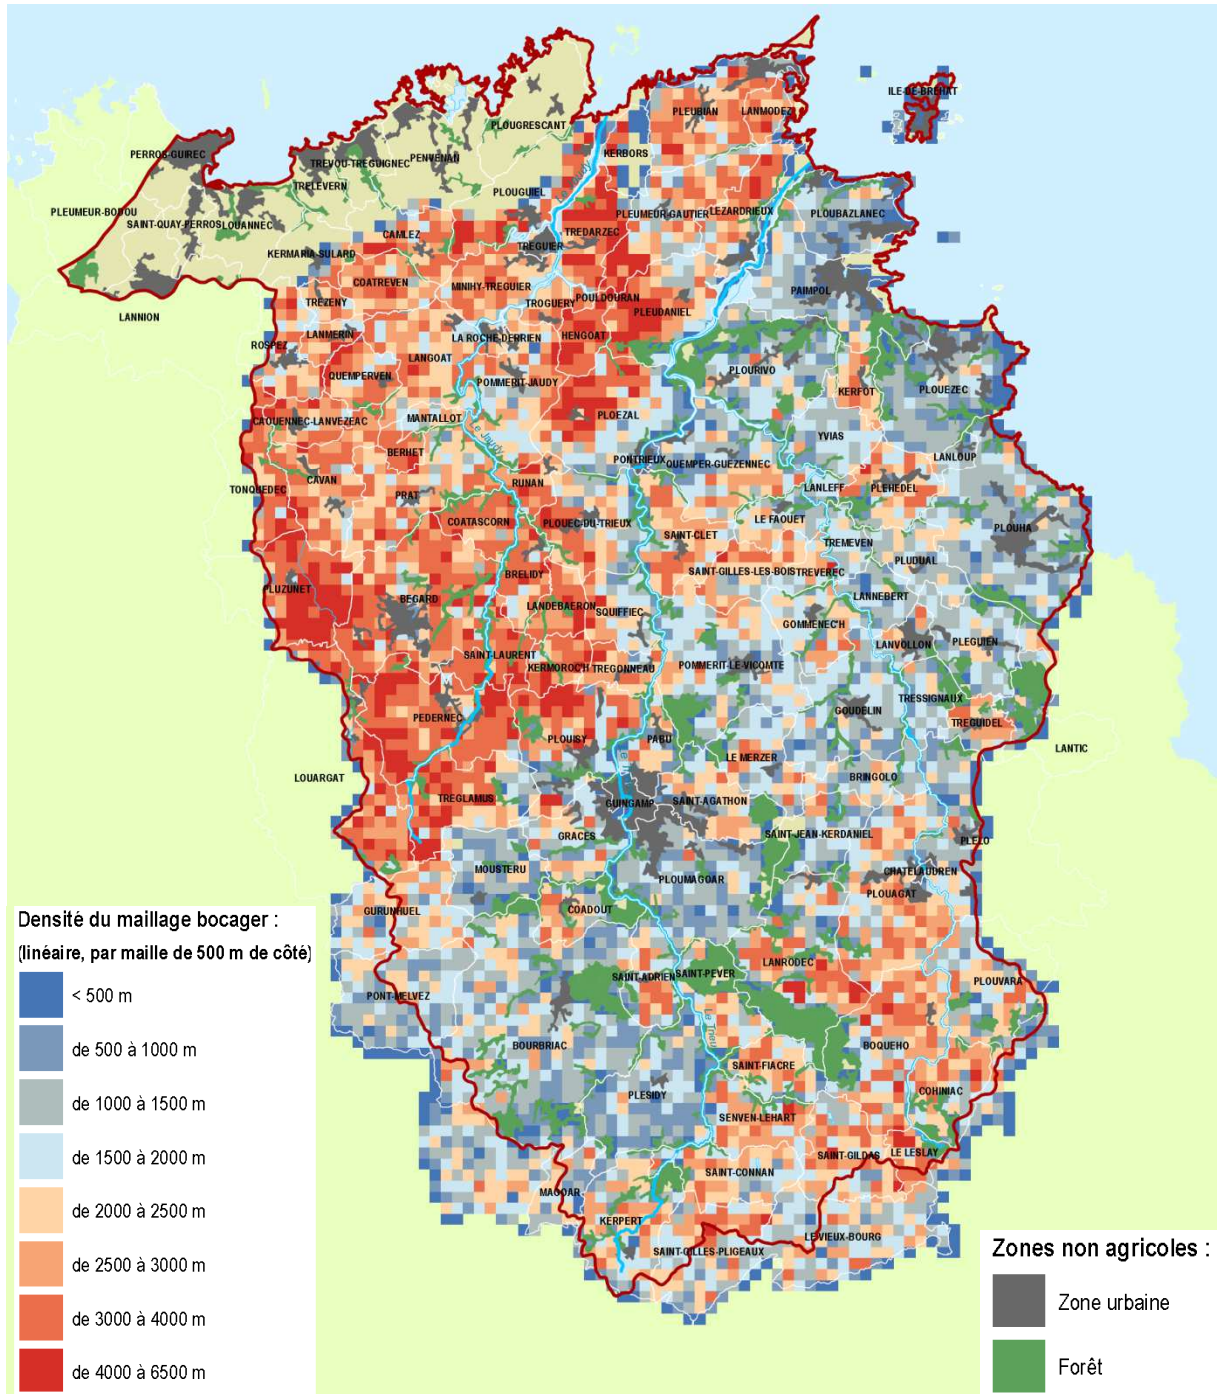 ILE-DE-BREHAT
PLEUBIAN
LANMODEZ
PLOUGRESCANT
PERROS-GUIREC
TREVOU-TREGUIGNEC
PENVENAN
KERBORS
TRELEVERN
PLOUGUIEL
Le Jaudy
PLEUMEUR-BODOU
SAINT-QUAY-PERROS
LOUANNEC
PLEUMEUR-GAUTIER
LEZARDRIEUX
PLOUBAZLANEC
CAMLEZ
TREDARZEC
TREGUIER
KERMARIA-SULARD
COATREVEN
MINIHY-TREGUIER
PAIMPOL
TREZENY
TROGUERY
POULDOURAN
PLEUDANIEL
LANNION
LANMERIN
LA ROCHE-DERRIEN
HENGOAT
ROSPEZ
LANGOAT
QUEMPERVEN
POMMERIT-JAUDY
PLOURIVO
KERFOT
PLOUEZEC
CAOUENNEC-LANVEZEAC
MANTALLOT
PLOEZAL
Le Jaudy
YVIAS
BERHET
PONTRIEUX
QUEMPER-GUEZENNEC
LANLOUP
CAVAN
RUNAN
LANLEFF
PLEHEDEL
TONQUEDEC
PRAT
COATASCORN
PLOUEC-DU-TRIEUX
LE FAOUET
PLOUHA
SAINT-CLET
TREMEVEN
PLUDUAL
BRELIDY
SAINT-GILLES-LES-BOIS
TREVEREC
PLUZUNET
BEGARD
LANDEBAERON
SQUIFFIEC
LANNEBERT
GOMMENEC'H
LANVOLLON
PLEGUIEN
SAINT-LAURENT
KERMOROC'H
TREGONNEAU
POMMERIT-LE-VICOMTE
TRESSIGNAUX
PEDERNEC
GOUDELIN
TREGUIDEL
PLOUISY
PABU
LANTIC
LE MERZER
LOUARGAT
BRINGOLO
TREGLAMUS
GUINGAMP
SAINT-AGATHON
GRACES
SAINT-JEAN-KERDANIEL
PLELO
MOUSTERU
PLOUMAGOAR
CHATELAUDREN
PLOUAGAT
GURUNHUEL
COADOUT
LANRODEC
SAINT-ADRIEN
SAINT-PEVER
PLOUVARA
PONT-MELVEZ
Le Trieux
BOURBRIAC
BOQUEHO
SAINT-FIACRE
PLESIDY
COHINIAC
SENVEN-LEHART
SAINT-GILDAS
LE LESLAY
SAINT-CONNAN
MAGOAR
KERPERT
LE VIEUX-BOURG
SAINT-GILLES-PLIGEAUX
Densité du maillage bocager :
(linéaire, par maille de 500 m de côté)
< 500 m
de 500 à 1000 m
de 1000 à 1500 m
de 1500 à 2000 m
de 2000 à 2500 m
de 2500 à 3000 m
de 3000 à 4000 m
de 4000 à 6500 m
Zones non agricoles :
Zone urbaine
Forêt